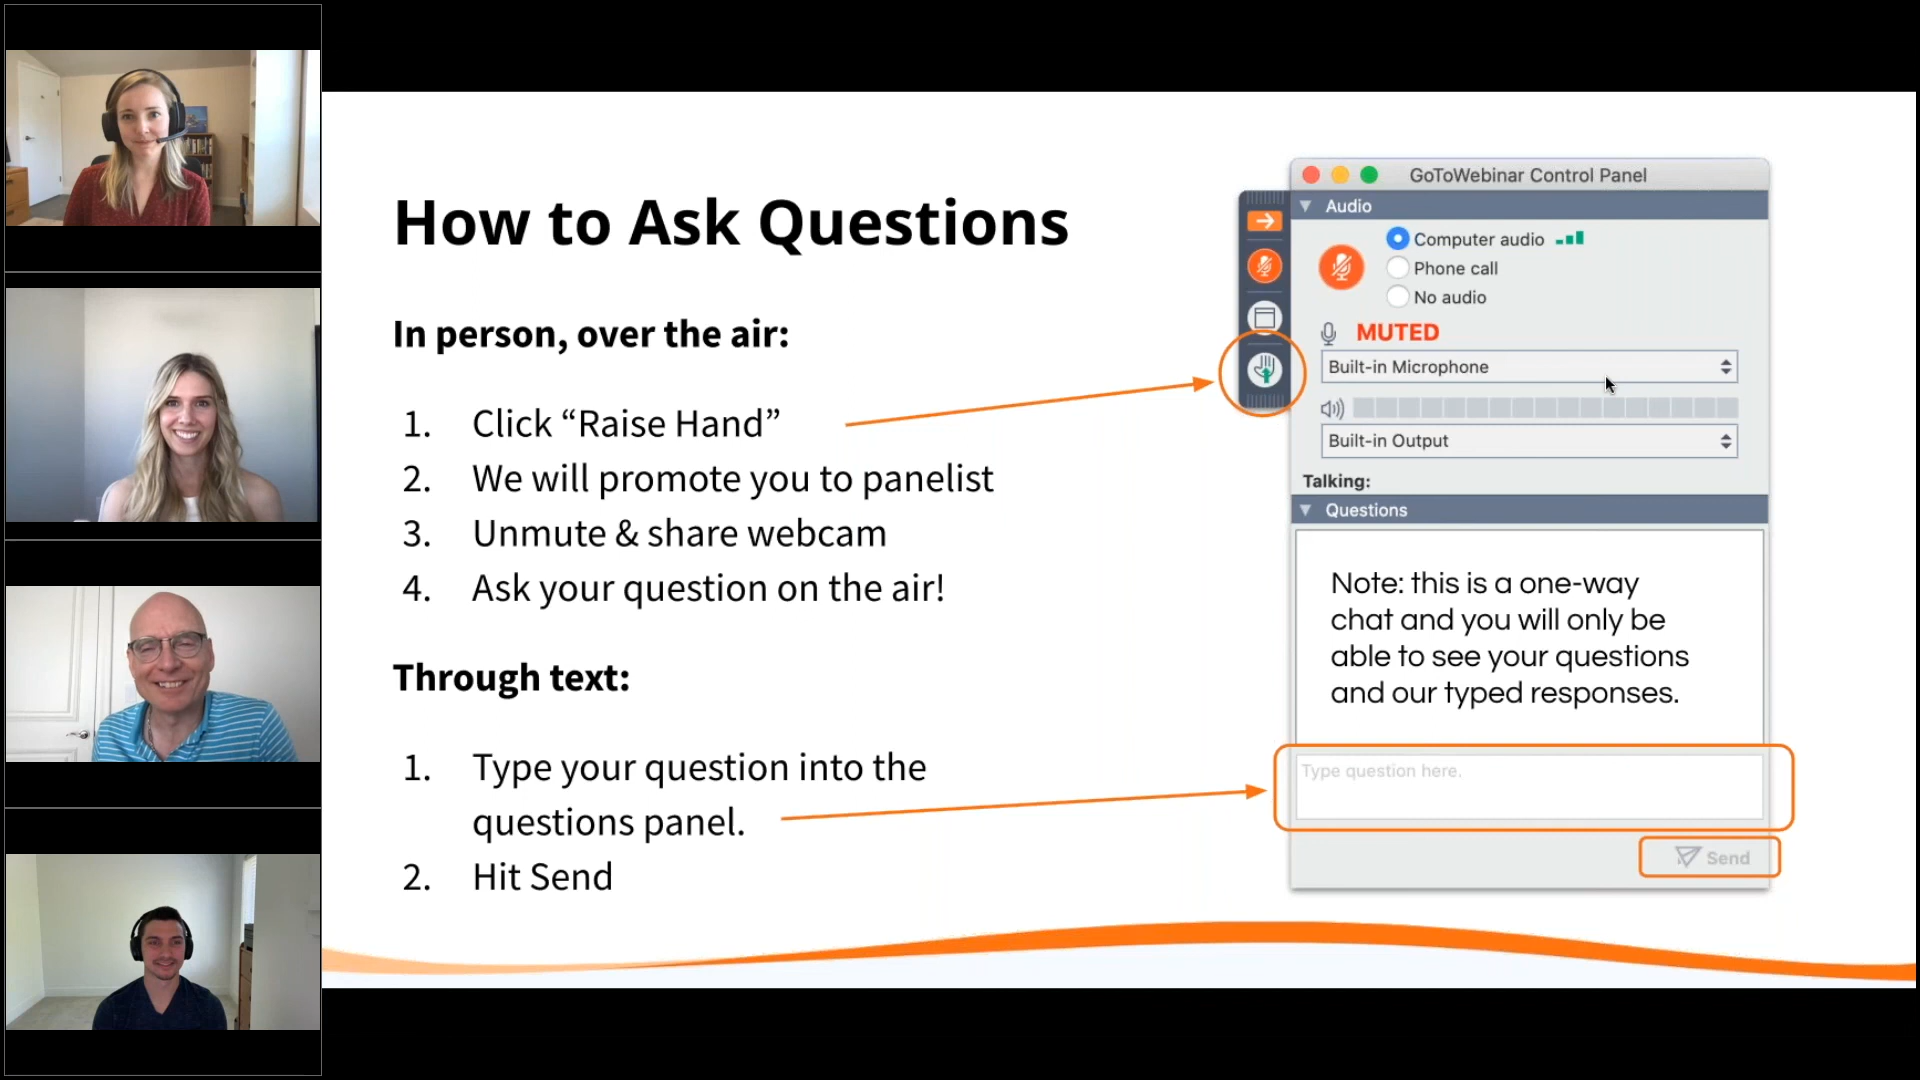 How to Ask Questions
In person, over the air:
1. Click “Raise Hand”
2. We will promote you to panelist
3. Unmute & share webcam
4. Ask your question on the air!
Through text:
1. Type your question into the
questions panel.
2. Hit Send
GoToWebinar Control Panel
Audio
Computer audio
Phone call
No audio
MUTED
Built-in Microphone
Built-in Output
Talking:
Questions
Note: this is a one-way
chat and you will only be
able to see your questions
and our typed responses.
Type question here.
Send